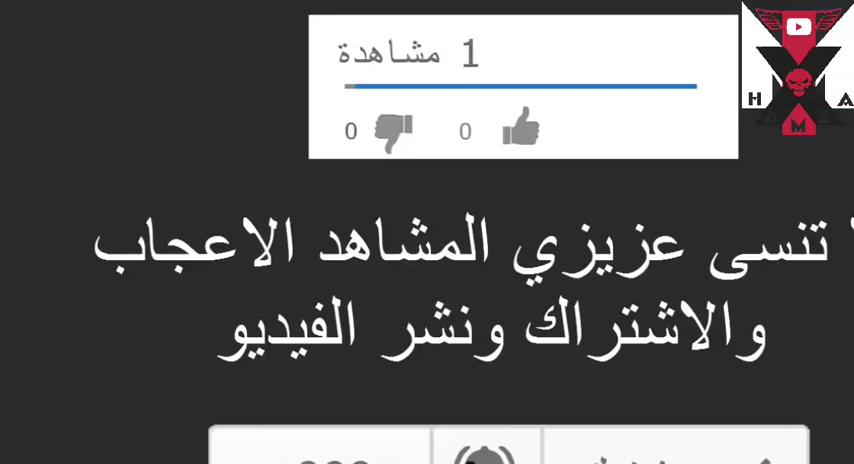 1 مشاهدة
0 0
H A
M
تنسى عزيزي المشاهد الاعجاب
والاشتراك ونشر الفيديو